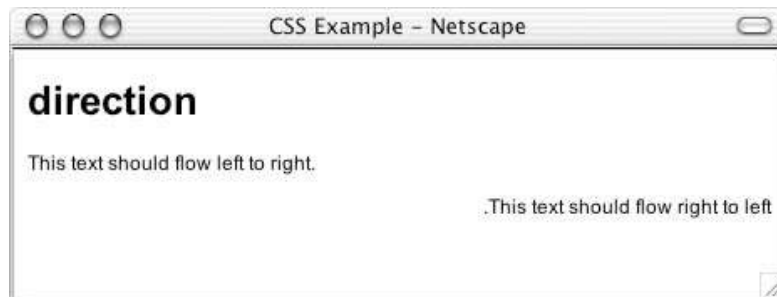 CSS Example – Netscape
direction
This text should flow left to right.
.This text should flow right to left